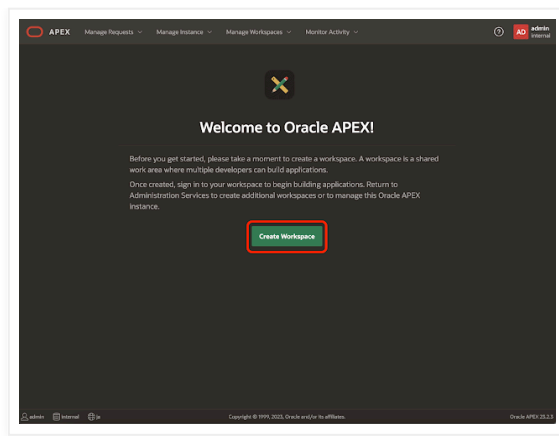 APEX Manage Requests Manage Instance Manage Workspaces Monitor Activity ? AD admin
internal
Welcome to Oracle APEX!
Before you get started, please take a moment to create a workspace. A workspace is a shared
work area where multiple developers can build applications.
Once created, sign in to your workspace to begin building applications. Return to
Administration Services to create additional workspaces or to manage this Oracle APEX
instance.
Create Workspace
admin internal ja Copyright © 1999, 2023, Oracle and/or its affiliates. Oracle APEX 23.2.3